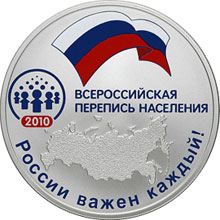 ВСЕРОССИЙСКАЯ
ПЕРЕПИСЬ НАСЕЛЕНИЯ
2010
России важен каждый!